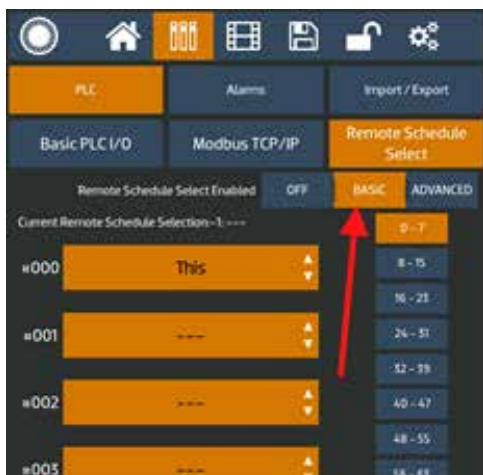 PLC
Alarms
Import / Export
Basic PLC I/O
Modbus TCP/IP
Remote Schedule
Select
Remote Schedule Select Enabled
OFF
BASIC
ADVANCED
Current Remote Schedule Selection -1: ---
0 - 7
#000
This
8 - 15
16 - 23
#001
---
24 - 31
32 - 39
#002
---
40 - 47
48 - 55
#003
---